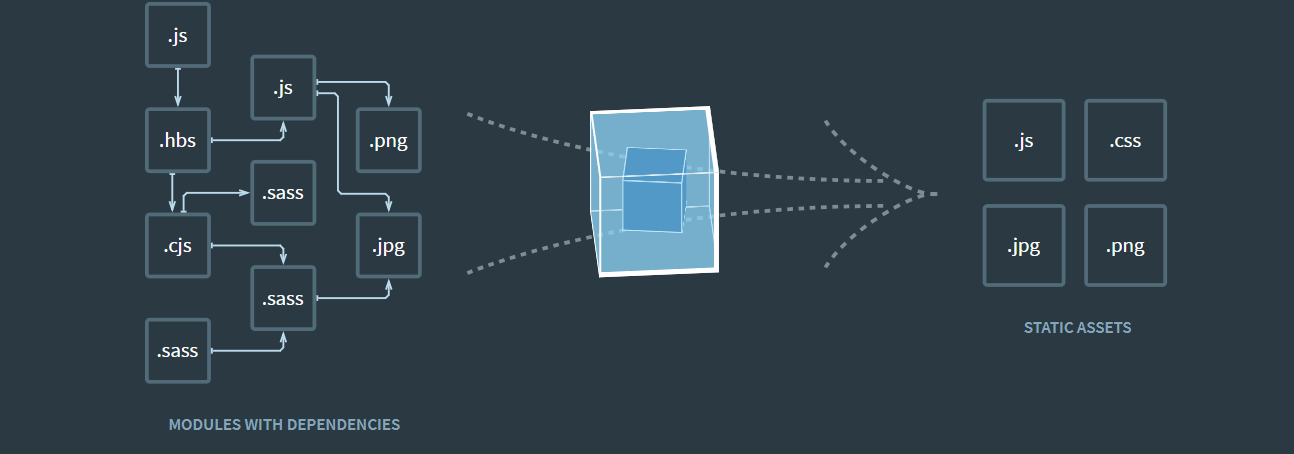 .js
.js
.hbs
.png
.sass
.cjs
.jpg
.sass
.sass
MODULES WITH DEPENDENCIES
.js
.css
.jpg
.png
STATIC ASSETS